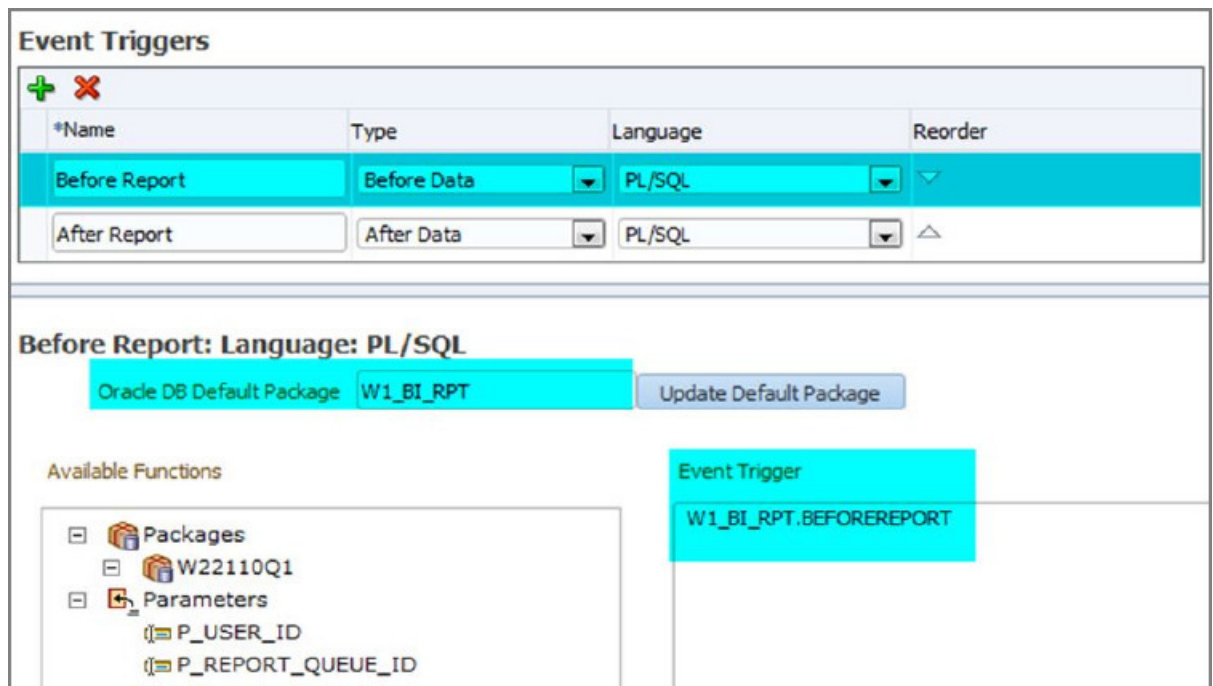 Event Triggers
*Name Type Language Reorder
Before Report Before Data PL/SQL
After Report After Data PL/SQL
Before Report: Language: PL/SQL
Oracle DB Default Package W1_BI_RPT Update Default Package
Available Functions Event Trigger
Packages W1_BI_RPT.BEFOREREPORT
W22110Q1
Parameters
P_USER_ID
P_REPORT_QUEUE_ID